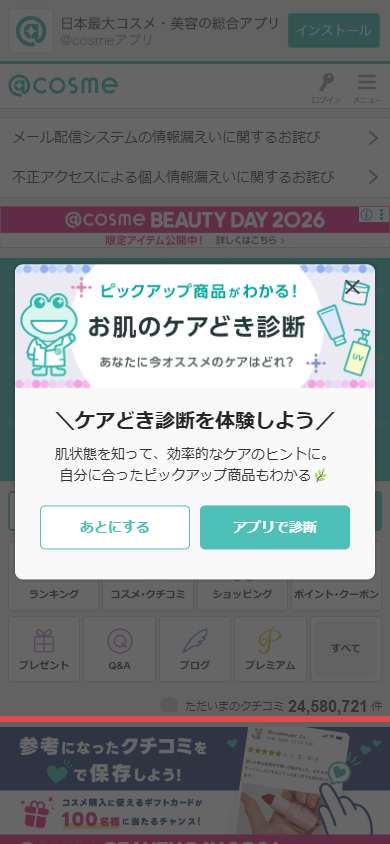 日本最大コスメ・美容の総合アプリ
@cosmeアプリ
インストール
@cosme
ログイン
メニュー
メール配信システムの情報漏えいに関するお詫び
不正アクセスによる個人情報漏えいに関するお詫び
@cosme BEAUTY DAY 2026
限定アイテム公開中！ 詳しくはこちら
ピックアップ商品がわかる！
お肌のケアどき診断
あなたに今オススメのケアはどれ？
UV
＼ケアどき診断を体験しよう／
肌状態を知って、効率的なケアのヒントに。
自分に合ったピックアップ商品もわかる
あとにする
アプリで診断
ランキング
コスメ・クチコミ
ショッピング
ポイント・クーポン
プレゼント
Q&A
ブログ
プレミアム
すべて
ただいまのクチコミ 24,580,721 件
参考になったクチコミを
で保存しよう！
コスメ購入に使えるギフトカードが
100名様に当たるチャンス！